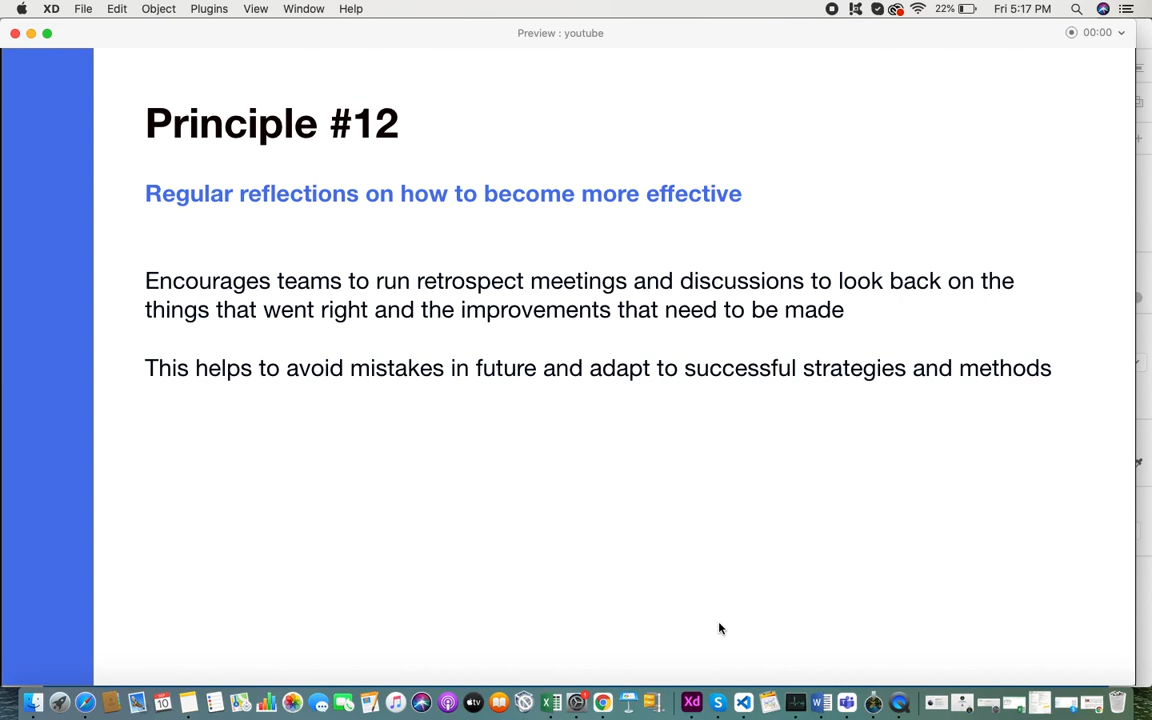 XD File Edit Object Plugins View Window Help 22% Fri 5:17 PM
Preview : youtube 00:00
Principle #12
Regular reflections on how to become more effective
Encourages teams to run retrospect meetings and discussions to look back on the
things that went right and the improvements that need to be made
This helps to avoid mistakes in future and adapt to successful strategies and methods
10 tv Xd